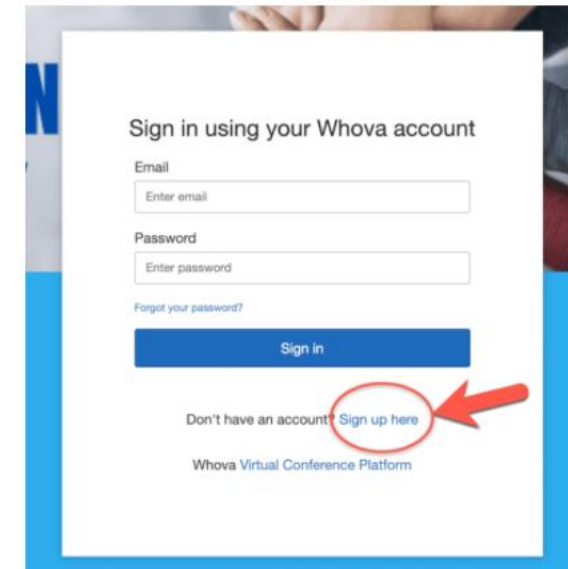 N
Sign in using your Whova account
Email
Enter email
Password
Enter password
Forgot your password?
Sign in
Don't have an account? Sign up here
Whova Virtual Conference Platform